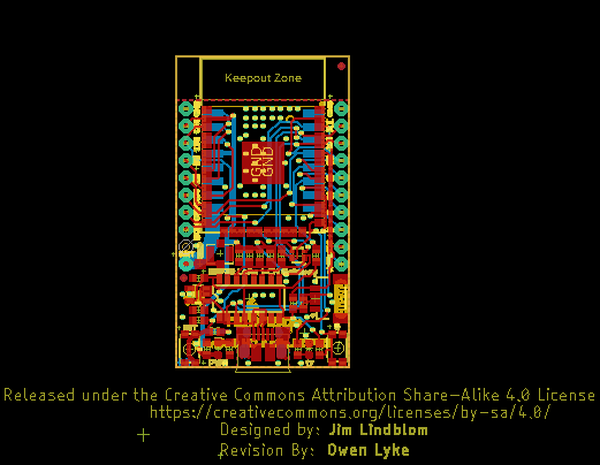 Keepout Zone
GND
GND
Released under the Creative Commons Attribution Share-Alike 4.0 License
https://creativecommons.org/licenses/by-sa/4.0/
Designed by: Jim Lindblom
Revision By: Owen Lyke